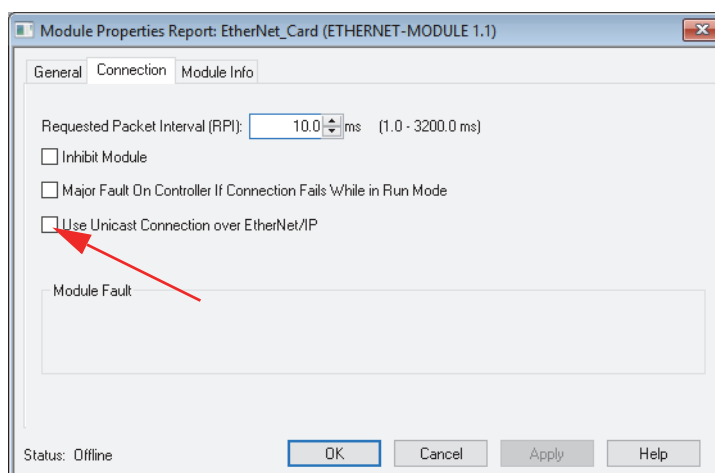 Module Properties Report: EtherNet_Card (ETHERNET-MODULE 1.1)
General Connection Module Info
Requested Packet Interval (RPI): 10.0 ms (1.0 - 3200.0 ms)
Inhibit Module
Major Fault On Controller If Connection Fails While in Run Mode
Use Unicast Connection over EtherNet/IP
Module Fault
Status: Offline OK Cancel Apply Help